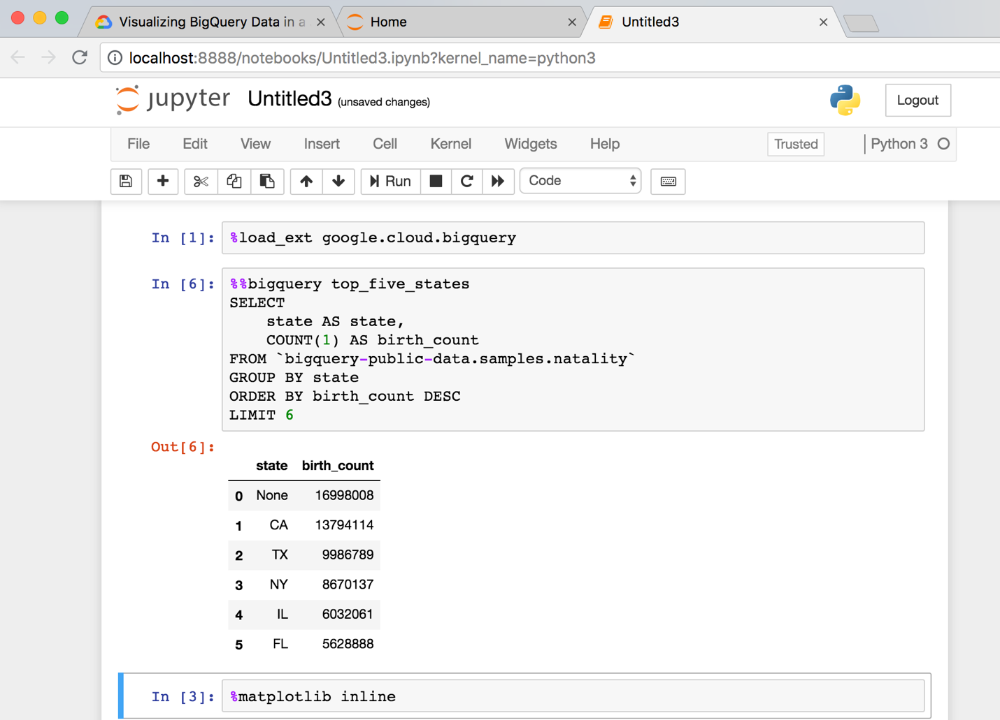 Visualizing BigQuery Data in a
Home
Untitled3
localhost:8888/notebooks/Untitled3.ipynb?kernel_name=python3
jupyter Untitled3 (unsaved changes)
Logout
File Edit View Insert Cell Kernel Widgets Help Trusted Python 3
Run Code
In [1]: %load_ext google.cloud.bigquery
In [6]: %%bigquery top_five_states
SELECT
    state AS state,
    COUNT(1) AS birth_count
FROM `bigquery-public-data.samples.natality`
GROUP BY state
ORDER BY birth_count DESC
LIMIT 6
Out[6]:
state birth_count
0 None 16998008
1 CA 13794114
2 TX 9986789
3 NY 8670137
4 IL 6032061
5 FL 5628888
In [3]: %matplotlib inline